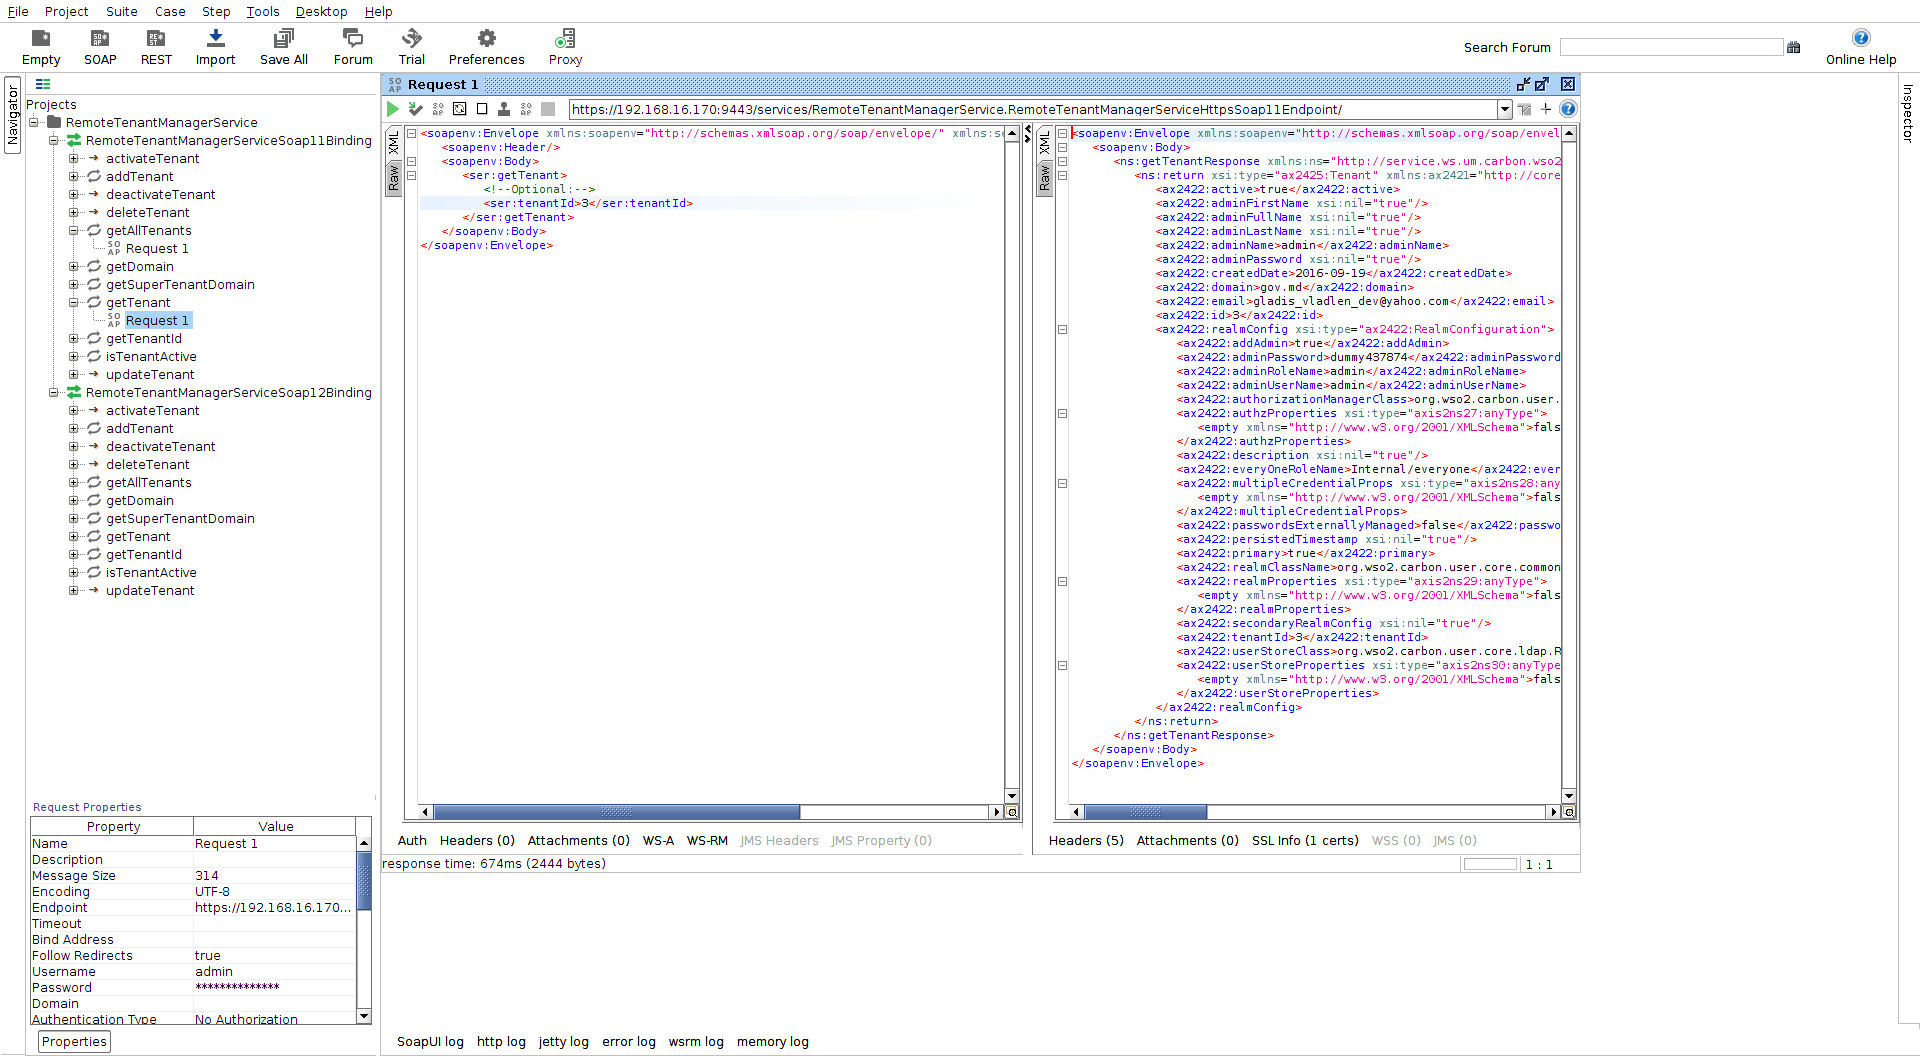 File Project Suite Case Step Tools Desktop Help
Empty SOAP REST Import Save All Forum Trial Preferences Proxy
Search Forum
Online Help
Navigator
Projects
RemoteTenantManagerService
RemoteTenantManagerServiceSoap11Binding
activateTenant
addTenant
deactivateTenant
deleteTenant
getAllTenants
Request 1
getDomain
getSuperTenantDomain
getTenant
Request 1
getTenantId
isTenantActive
updateTenant
RemoteTenantManagerServiceSoap12Binding
activateTenant
addTenant
deactivateTenant
deleteTenant
getAllTenants
getDomain
getSuperTenantDomain
getTenant
getTenantId
isTenantActive
updateTenant
Request Properties
Property Value
Name Request 1
Description
Message Size 314
Encoding UTF-8
Endpoint https://192.168.16.170...
Timeout
Bind Address
Follow Redirects true
Username admin
Password **************
Domain
Authentication Type No Authorization
Properties
Request 1
https://192.168.16.170:9443/services/RemoteTenantManagerService.RemoteTenantManagerServiceHttpsSoap11Endpoint/
XML
Raw
<soapenv:Envelope xmlns:soapenv="http://schemas.xmlsoap.org/soap/envelope/" xmlns:se
<soapenv:Header/>
<soapenv:Body>
<ser:getTenant>
<!--Optional:-->
<ser:tenantId>3</ser:tenantId>
</ser:getTenant>
</soapenv:Body>
</soapenv:Envelope>
Auth Headers (0) Attachments (0) WS-A WS-RM JMS Headers JMS Property (0)
XML
Raw
<soapenv:Envelope xmlns:soapenv="http://schemas.xmlsoap.org/soap/envel
<soapenv:Body>
<ns:getTenantResponse xmlns:ns="http://service.ws.um.carbon.wso2
<ns:return xsi:type="ax2425:Tenant" xmlns:ax2421="http://core
<ax2422:active>true</ax2422:active>
<ax2422:adminFirstName xsi:nil="true"/>
<ax2422:adminFullName xsi:nil="true"/>
<ax2422:adminLastName xsi:nil="true"/>
<ax2422:adminName>admin</ax2422:adminName>
<ax2422:adminPassword xsi:nil="true"/>
<ax2422:createdDate>2016-09-19</ax2422:createdDate>
<ax2422:domain>gov.md</ax2422:domain>
<ax2422:email>gladis_vladlen_dev@yahoo.com</ax2422:email>
<ax2422:id>3</ax2422:id>
<ax2422:realmConfig xsi:type="ax2422:RealmConfiguration">
<ax2422:addAdmin>true</ax2422:addAdmin>
<ax2422:adminPassword>dummy437874</ax2422:adminPassword
<ax2422:adminRoleName>admin</ax2422:adminRoleName>
<ax2422:adminUserName>admin</ax2422:adminUserName>
<ax2422:authorizationManagerClass>org.wso2.carbon.user.
<ax2422:authzProperties xsi:type="axis2ns27:anyType">
<empty xmlns="http://www.w3.org/2001/XMLSchema">fals
</ax2422:authzProperties>
<ax2422:description xsi:nil="true"/>
<ax2422:everyOneRoleName>Internal/everyone</ax2422:ever
<ax2422:multipleCredentialProps xsi:type="axis2ns28:any
<empty xmlns="http://www.w3.org/2001/XMLSchema">fals
</ax2422:multipleCredentialProps>
<ax2422:passwordsExternallyManaged>false</ax2422:passwo
<ax2422:persistedTimestamp xsi:nil="true"/>
<ax2422:primary>true</ax2422:primary>
<ax2422:realmClassName>org.wso2.carbon.user.core.common
<ax2422:realmProperties xsi:type="axis2ns29:anyType">
<empty xmlns="http://www.w3.org/2001/XMLSchema">fals
</ax2422:realmProperties>
<ax2422:secondaryRealmConfig xsi:nil="true"/>
<ax2422:tenantId>3</ax2422:tenantId>
<ax2422:userStoreClass>org.wso2.carbon.user.core.ldap.R
<ax2422:userStoreProperties xsi:type="axis2ns30:anyType
<empty xmlns="http://www.w3.org/2001/XMLSchema">fals
</ax2422:userStoreProperties>
</ax2422:realmConfig>
</ns:return>
</ns:getTenantResponse>
</soapenv:Body>
</soapenv:Envelope>
Headers (5) Attachments (0) SSL Info (1 certs) WSS (0) JMS (0)
response time: 674ms (2444 bytes)
1 : 1
SoapUI log http log jetty log error log wsrm log memory log
Inspector